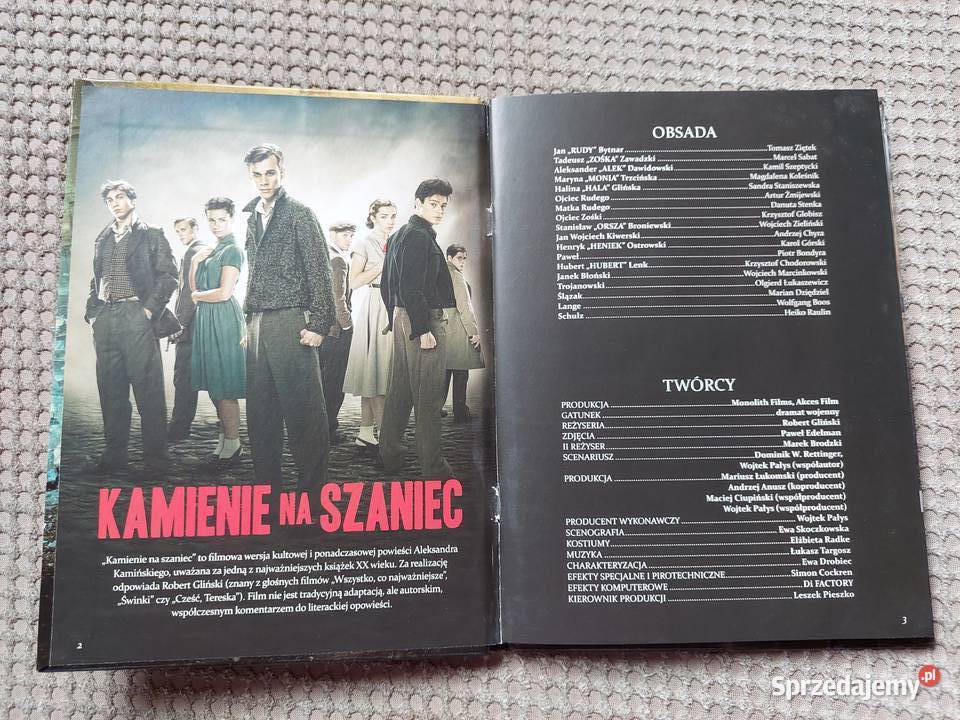 KAMIENIE NA SZANIEC
„Kamienie na szaniec” to filmowa wersja kultowej i ponadczasowej powieści Aleksandra
Kamińskiego, uważana za jedną z najważniejszych książek XX wieku. Za realizację
odpowiada Robert Gliński (znany z głośnych filmów „Wszystko, co najważniejsze”,
„Świnki” czy „Cześć, Tereska”). Film nie jest tradycyjną adaptacją, ale autorskim,
współczesnym komentarzem do literackiej opowieści.
2
OBSADA
Jan „RUDY” Bytnar Tomasz Ziętek
Tadeusz „ZOŚKA” Zawadzki Marcel Sabat
Aleksander „ALEK” Dawidowski Kamil Szeptycki
Maryna „MONIA” Trzcińska Magdalena Koleśnik
Halina „HALA” Glińska Sandra Staniszewska
Ojciec Rudego Artur Żmijowski
Matka Rudego Danuta Stenka
Ojciec Zośki Krzysztof Globisz
Stanisław „ORSZA” Broniewski Wojciech Zieliński
Jan Wojciech Kiwerski Andrzej Chyra
Henryk „HENIEK” Ostrowski Karol Górski
Paweł Piotr Bondyra
Hubert "HUBERT" Lenk Krzysztof Chodorowski
Janek Błoński Wojciech Marcinkowski
Trojanowski Olgierd Łukaszewicz
Ślązak Marian Dziędziel
Lange Wolfgang Boos
Schulz Heiko Raulin
TWÓRCY
PRODUKCJA Monolith Films, Akces Film
GATUNEK dramat wojenny
REŻYSERIA Robert Gliński
ZDJĘCIA Paweł Edelman
II REŻYSER Marek Brodzki
SCENARIUSZ Dominik W. Rettinger,
Wojtek Pałys (współautor)
PRODUKCJA Mariusz Łukomski (producent)
Andrzej Anusz (koproducent)
Maciej Ciupiński (współproducent)
Wojtek Pałys (współproducent)
PRODUCENT WYKONAWCZY Wojtek Pałys
SCENOGRAFIA Ewa Skoczkowska
KOSTIUMY Elżbieta Radke
MUZYKA Łukasz Targosz
CHARAKTERYZACJA Ewa Drobiec
EFEKTY SPECJALNE I PIROTECHNICZNE Simon Cockren
EFEKTY KOMPUTEROWE DI FACTORY
KIEROWNIK PRODUKCJI Leszek Pieszko
3
Sprzedajemy.pl